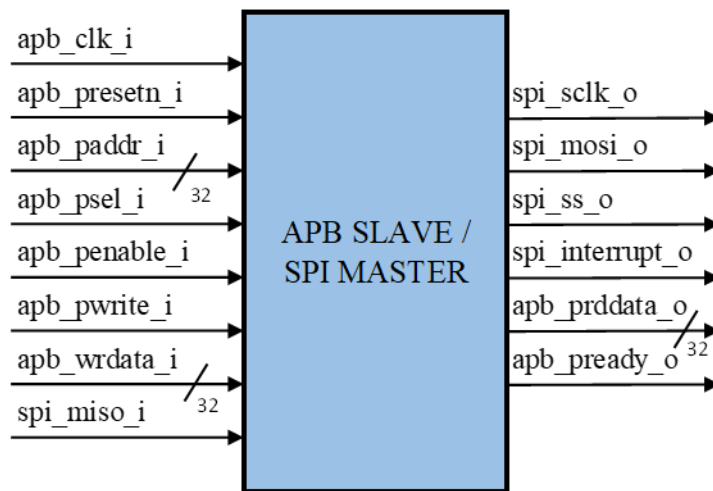 apb_clk_i
apb_presetn_i
apb_paddr_i
32
apb_psel_i
apb_penable_i
apb_pwrite_i
apb_wrdata_i
32
spi_miso_i
APB SLAVE /
SPI MASTER
spi_sclk_o
spi_mosi_o
spi_ss_o
spi_interrupt_o
apb_prddata_o
32
apb_pready_o